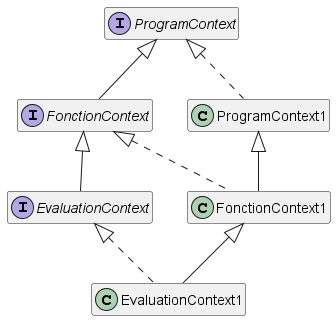 I ProgramContext
I FonctionContext
C ProgramContext1
I EvaluationContext
C FonctionContext1
C EvaluationContext1